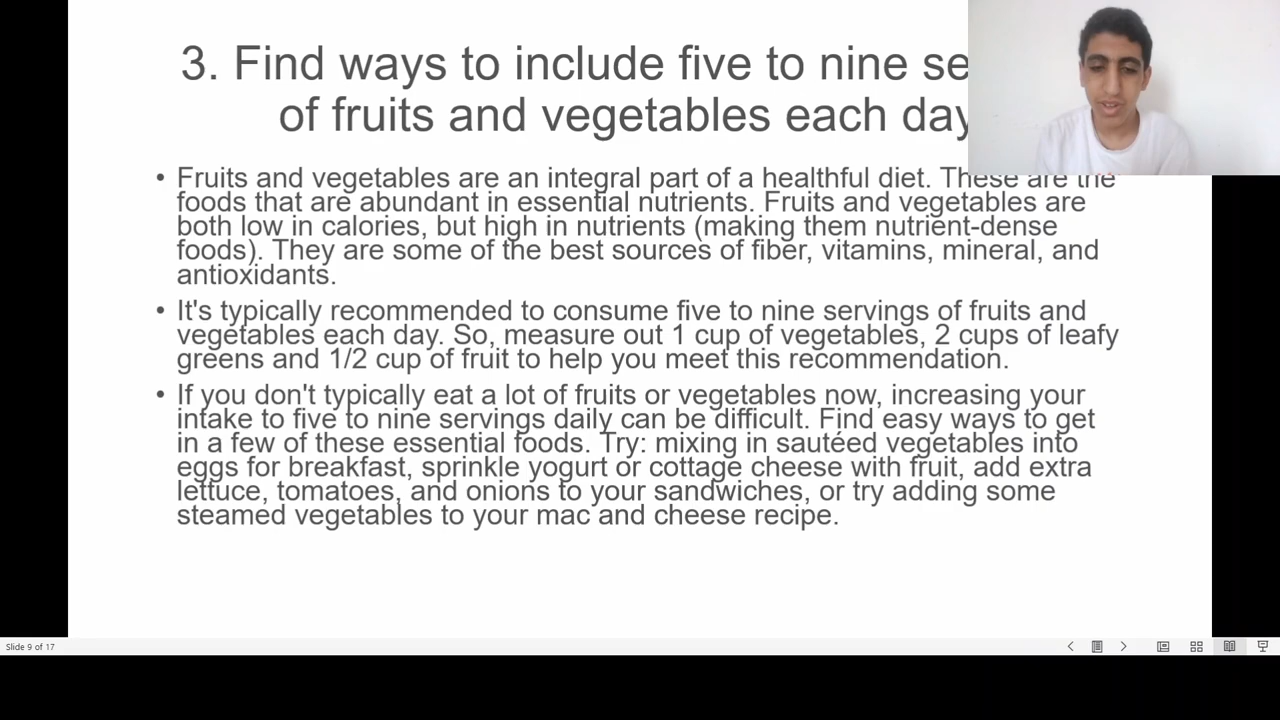 3. Find ways to include five to nine se
of fruits and vegetables each day
• Fruits and vegetables are an integral part of a healthful diet. These are the
foods that are abundant in essential nutrients. Fruits and vegetables are
both low in calories, but high in nutrients (making them nutrient-dense
foods). They are some of the best sources of fiber, vitamins, mineral, and
antioxidants.
• It's typically recommended to consume five to nine servings of fruits and
vegetables each day. So, measure out 1 cup of vegetables, 2 cups of leafy
greens and 1/2 cup of fruit to help you meet this recommendation.
• If you don't typically eat a lot of fruits or vegetables now, increasing your
intake to five to nine servings daily can be difficult. Find easy ways to get
in a few of these essential foods. Try: mixing in sautéed vegetables into
eggs for breakfast, sprinkle yogurt or cottage cheese with fruit, add extra
lettuce, tomatoes, and onions to your sandwiches, or try adding some
steamed vegetables to your mac and cheese recipe.
Slide 9 of 17